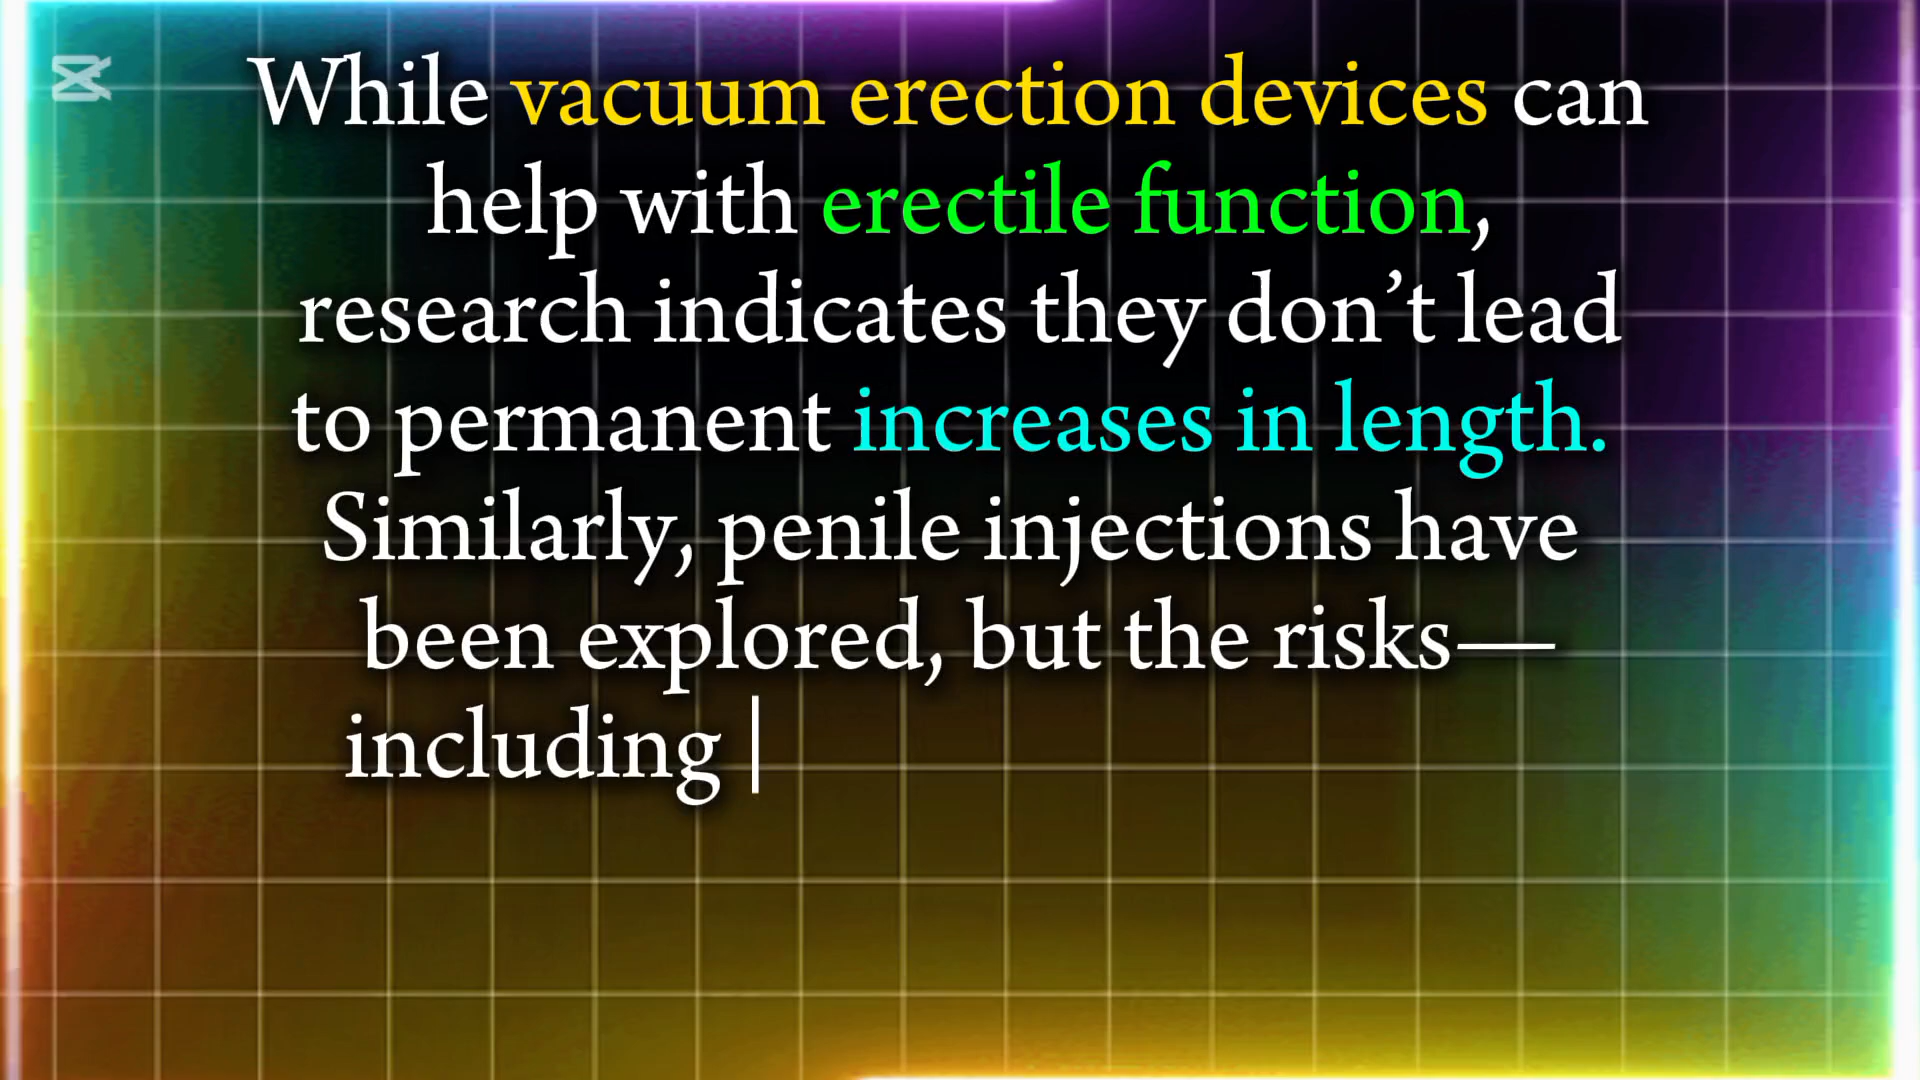 While vacuum erection devices can
help with erectile function,
research indicates they don’t lead
to permanent increases in length.
Similarly, penile injections have
been explored, but the risks—
including